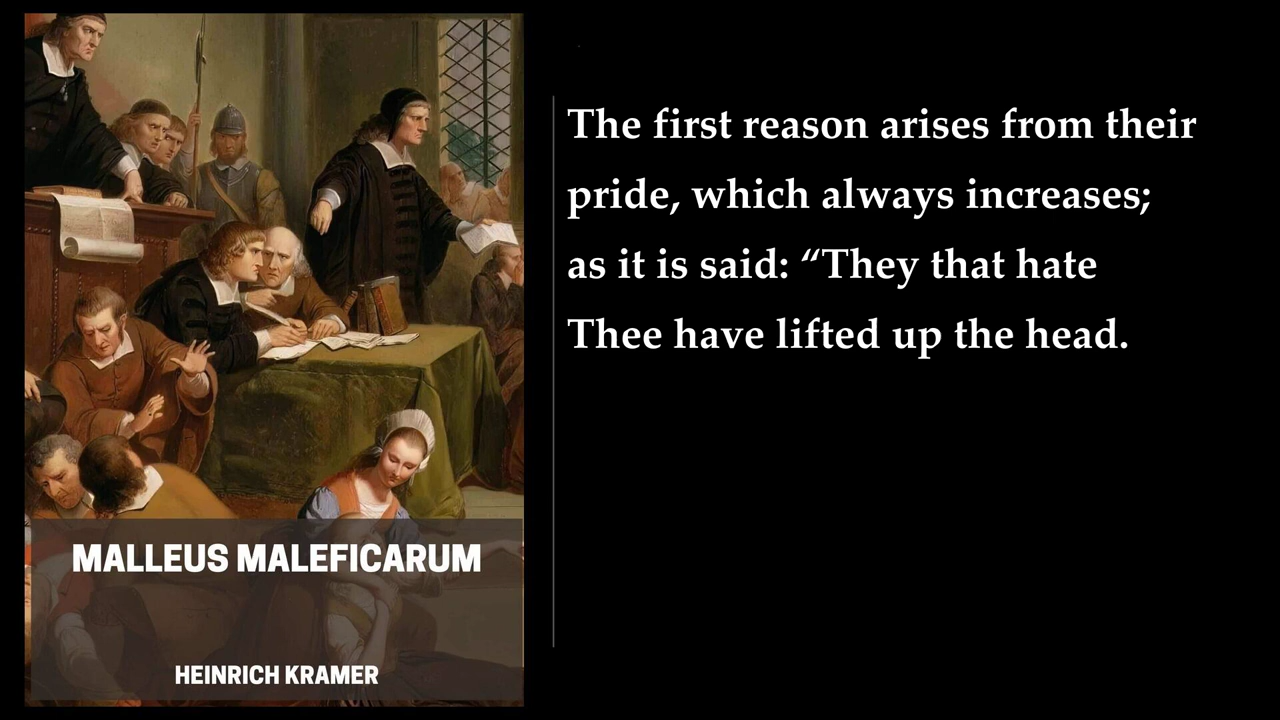 MALLEUS MALEFICARUM
HEINRICH KRAMER
The first reason arises from their
pride, which always increases;
as it is said: “They that hate
Thee have lifted up the head.